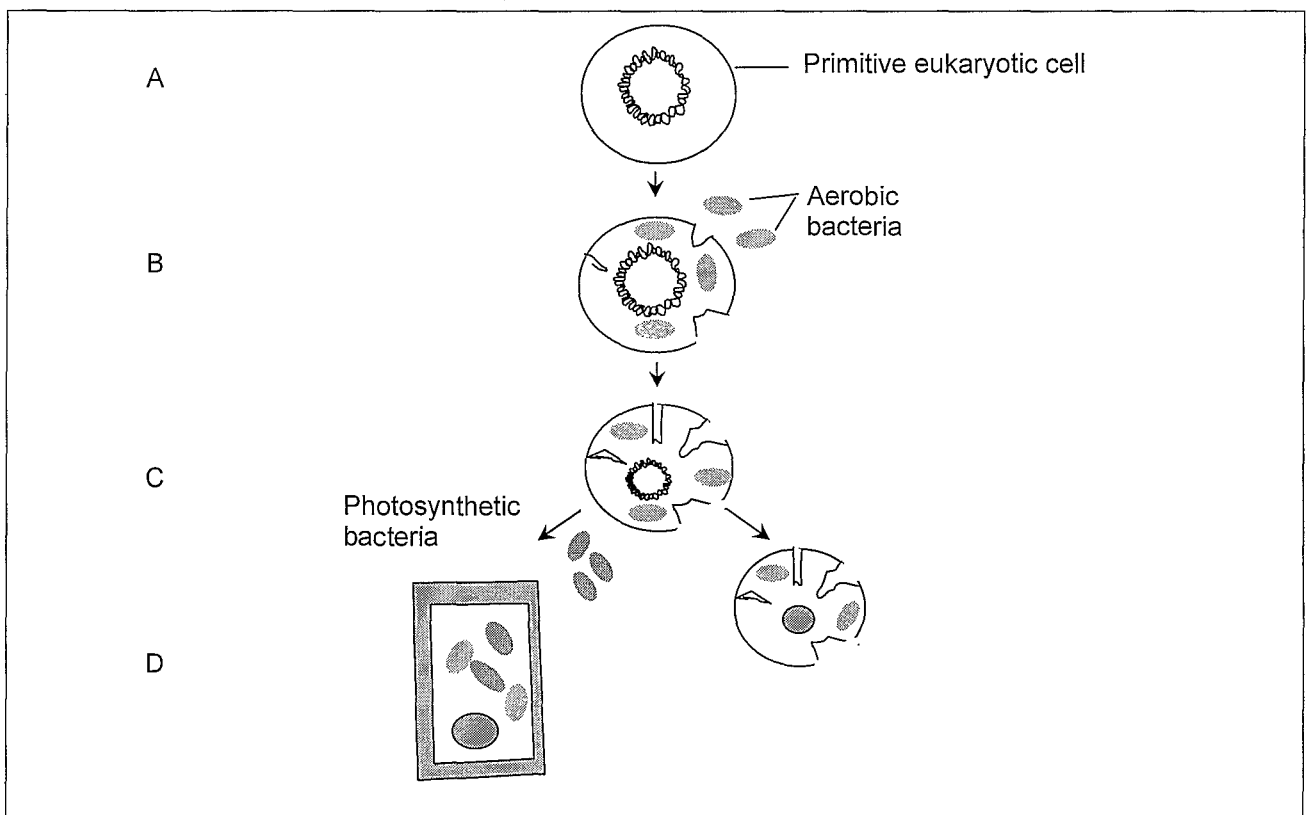 A
Primitive eukaryotic cell
Aerobic
bacteria
B
C
Photosynthetic
bacteria
D